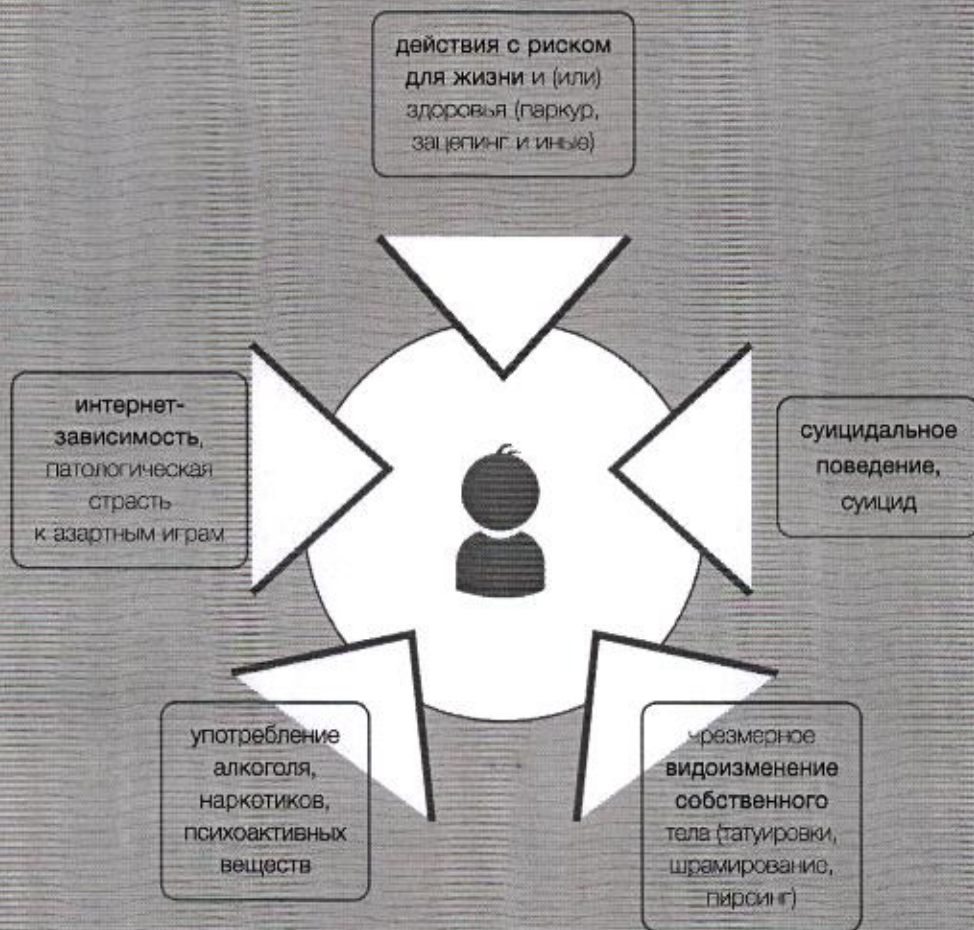 действия с риском
для жизни и (или)
здоровья (паркур,
зацепинг и иные)
интернет-
зависимость,
патологическая
страсть
к азартным играм
суицидальное
поведение,
суицид
употребление
алкоголя,
наркотиков,
психоактивных
веществ
чрезмерное
видоизменение
собственного
тела (татуировки,
шрамирование,
пирсинг)